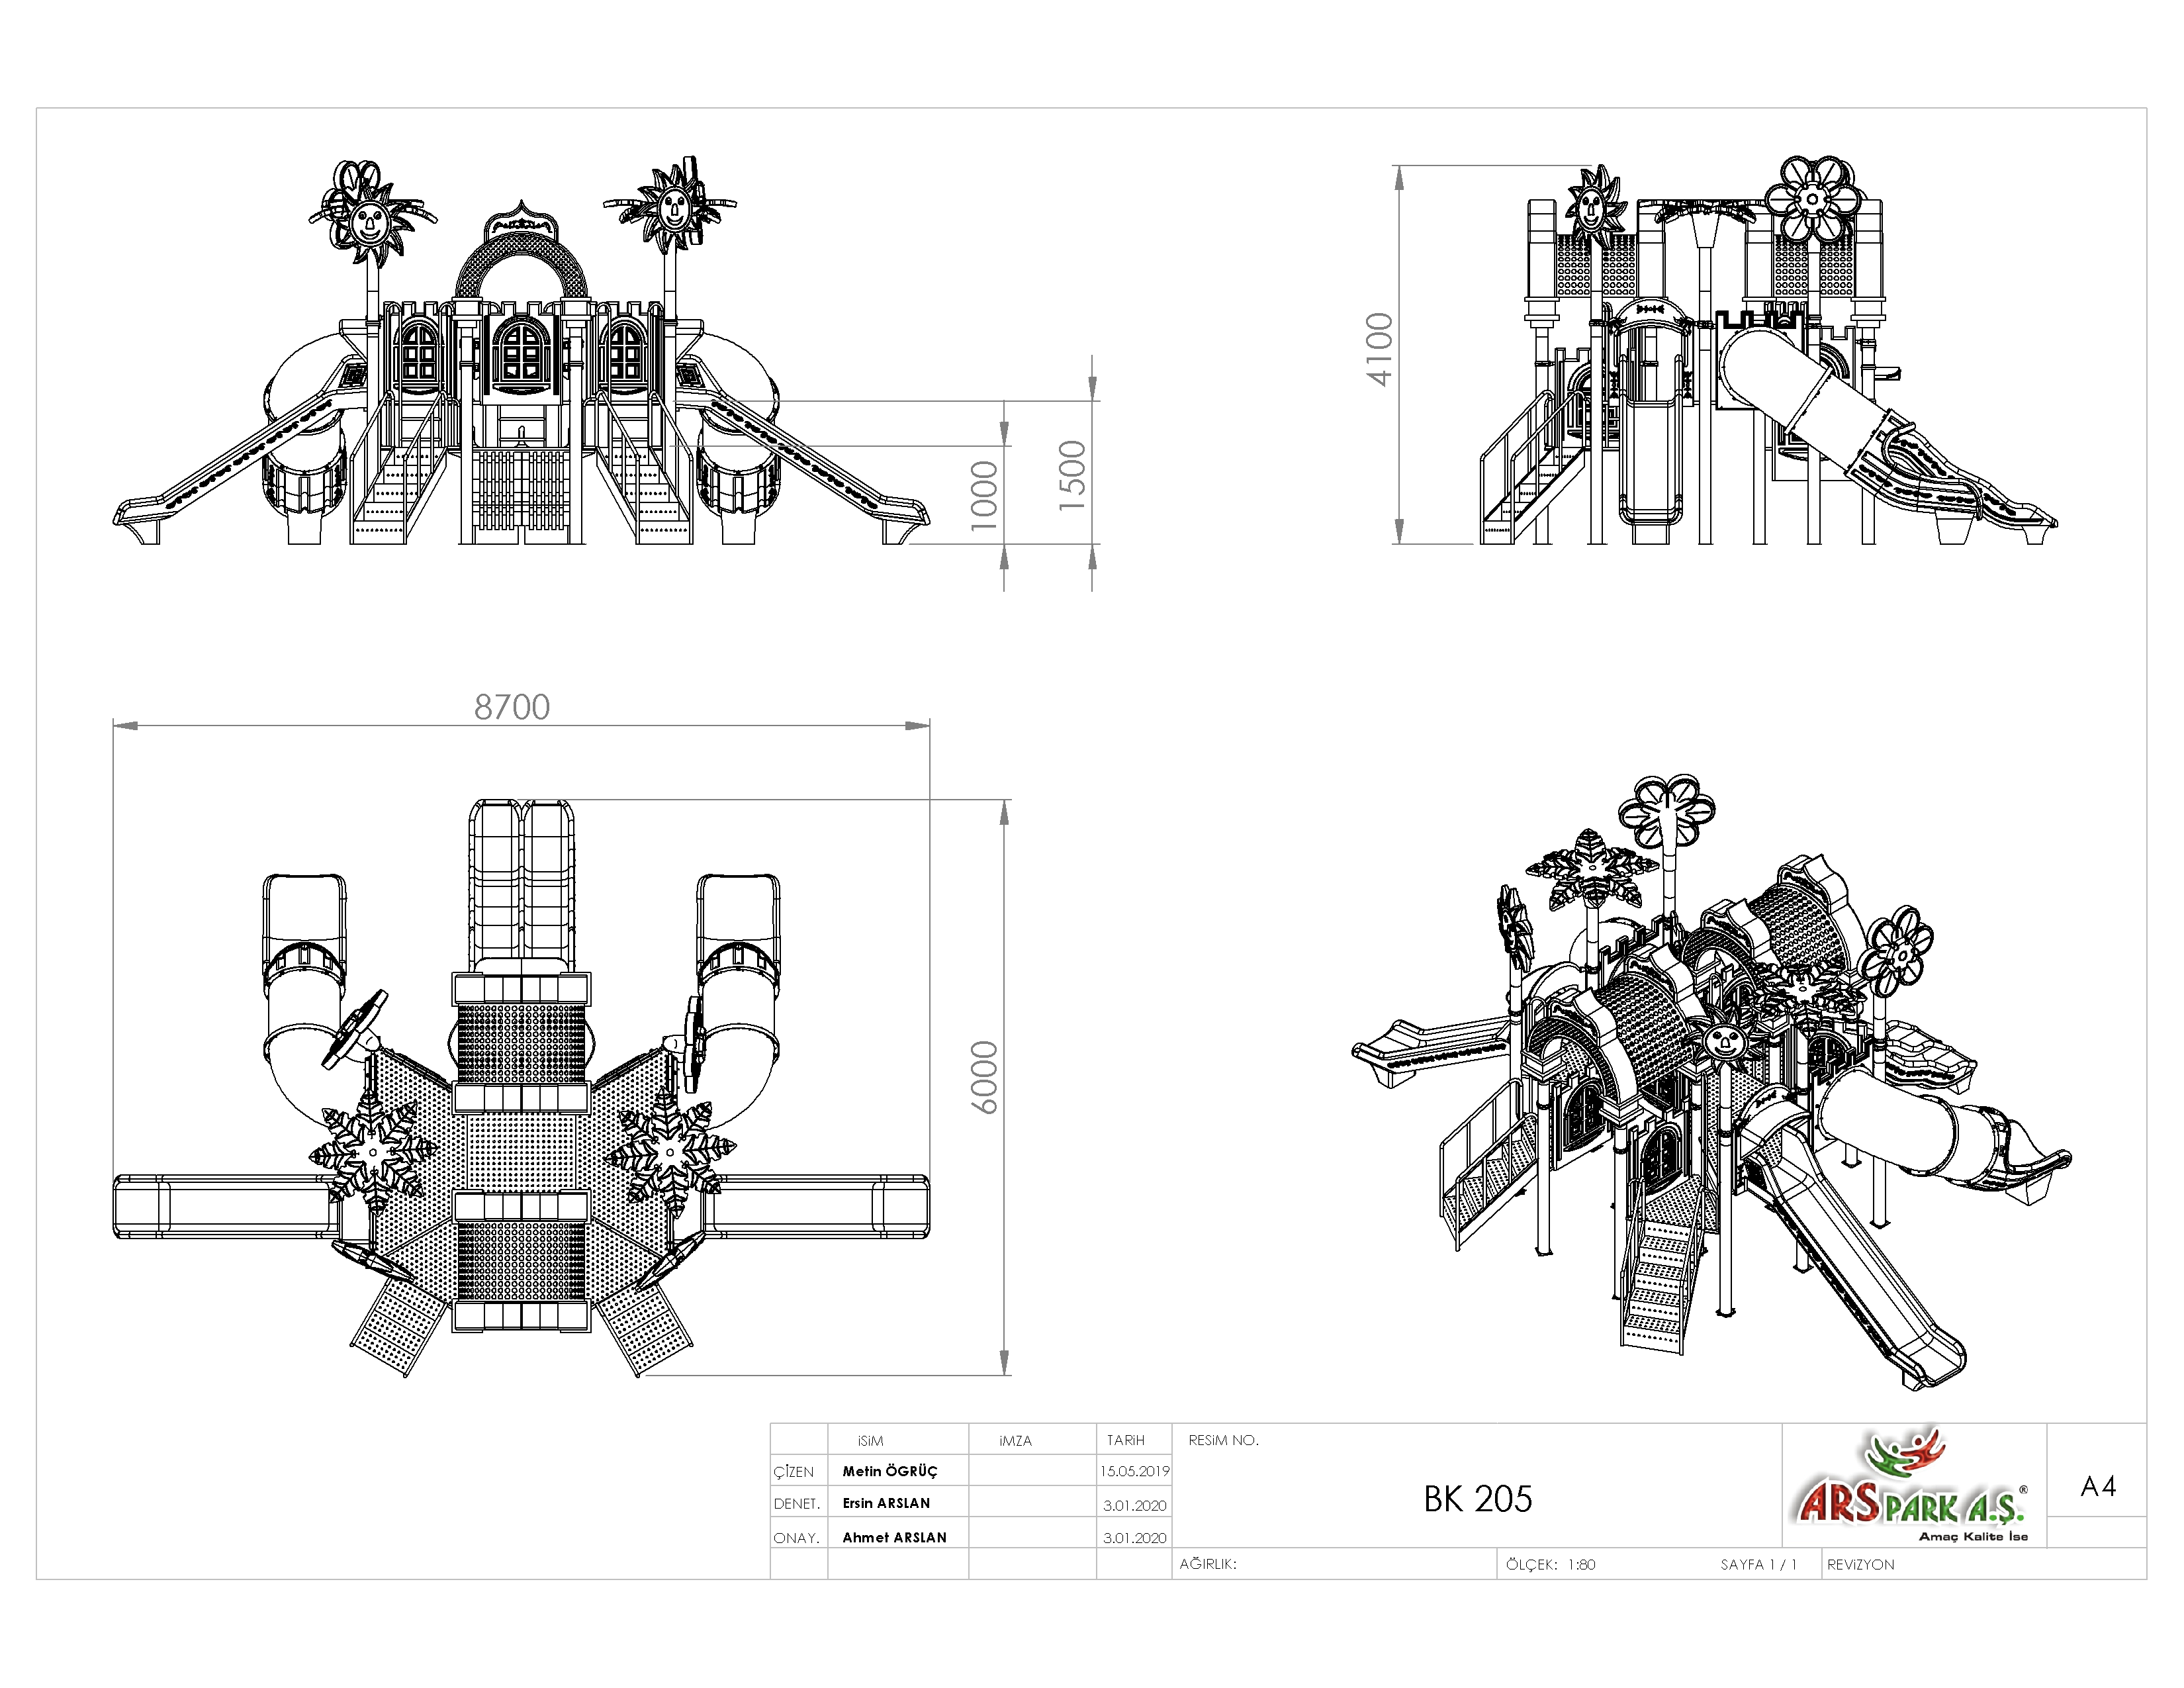 4100
1000
1500
8700
6000
İSİM
İMZA
TARİH
RESİM NO.
ÇİZEN
Metin ÖGRÜÇ
15.05.2019
DENET.
Ersin ARSLAN
3.01.2020
ONAY.
Ahmet ARSLAN
3.01.2020
BK 205
ARSPARK A.Ş.®
Amaç Kalite İse
A4
AĞIRLIK:
ÖLÇEK: 1:80
SAYFA 1 / 1
REVİZYON